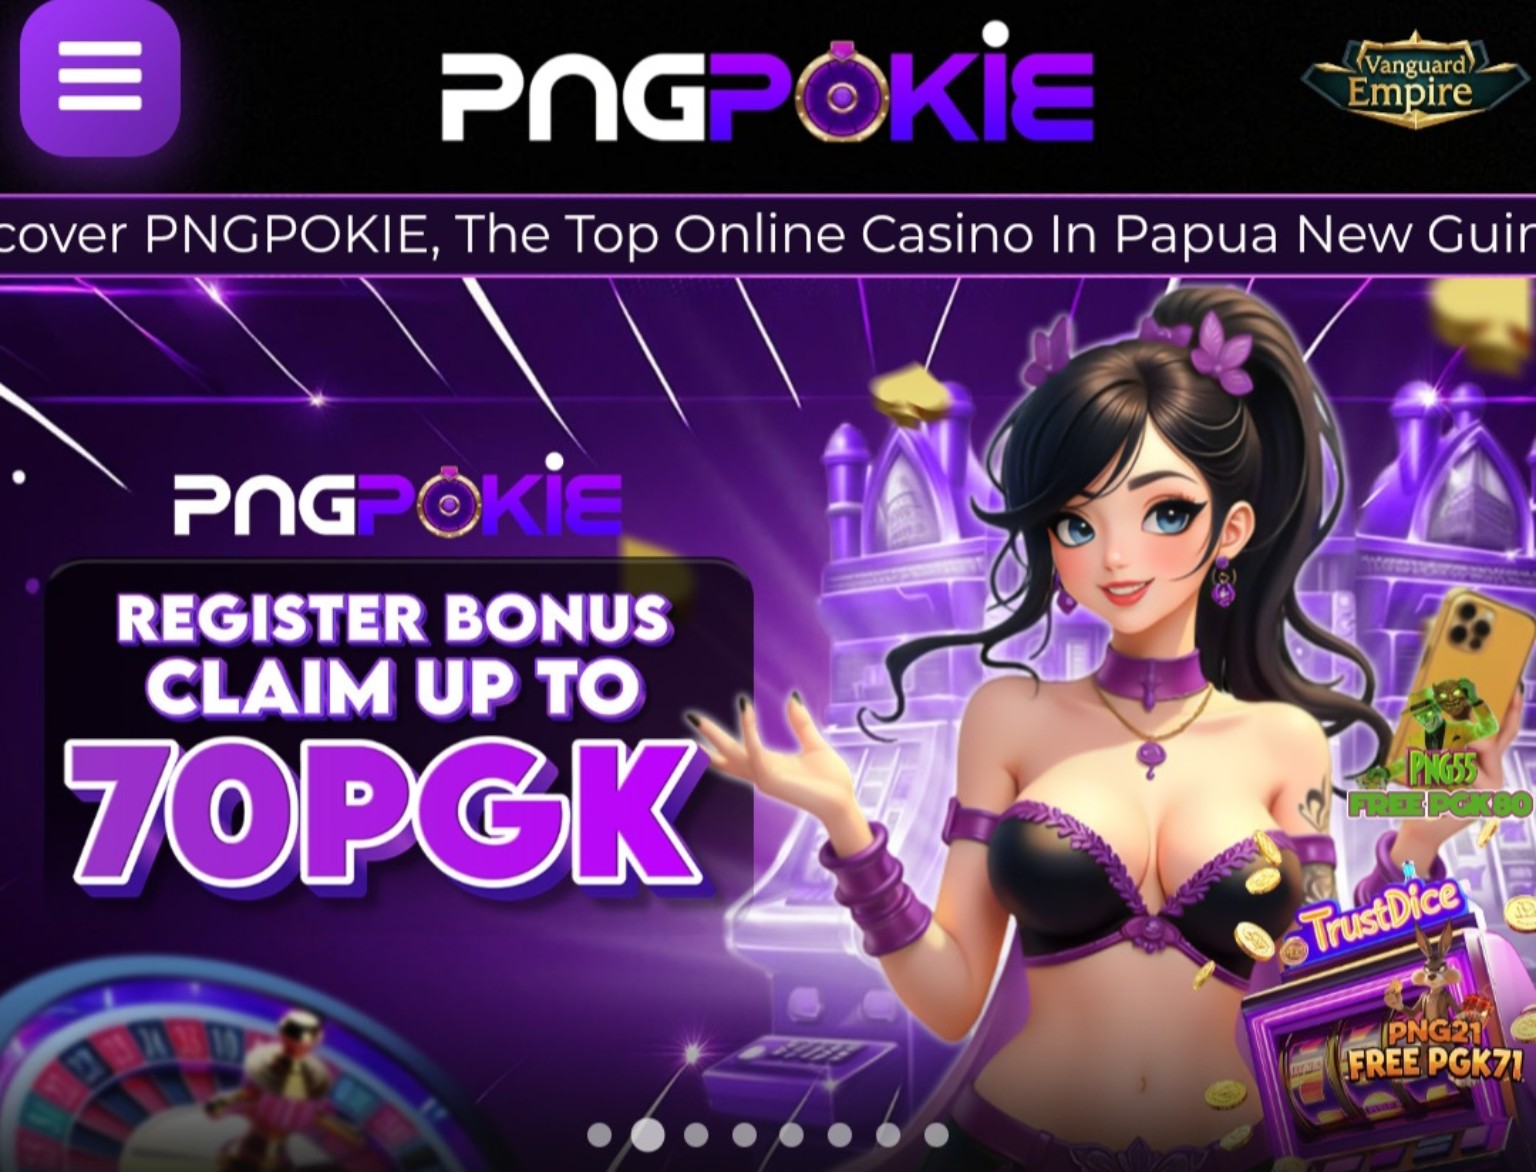 PNGPOKIE
Vanguard
Empire
cover PNGPOKIE, The Top Online Casino In Papua New Guin
PNGPOKIE
REGISTER BONUS
CLAIM UP TO
70PGK
PNG55
FREE PGK80
TrustDice
PNG21
FREE PGK71